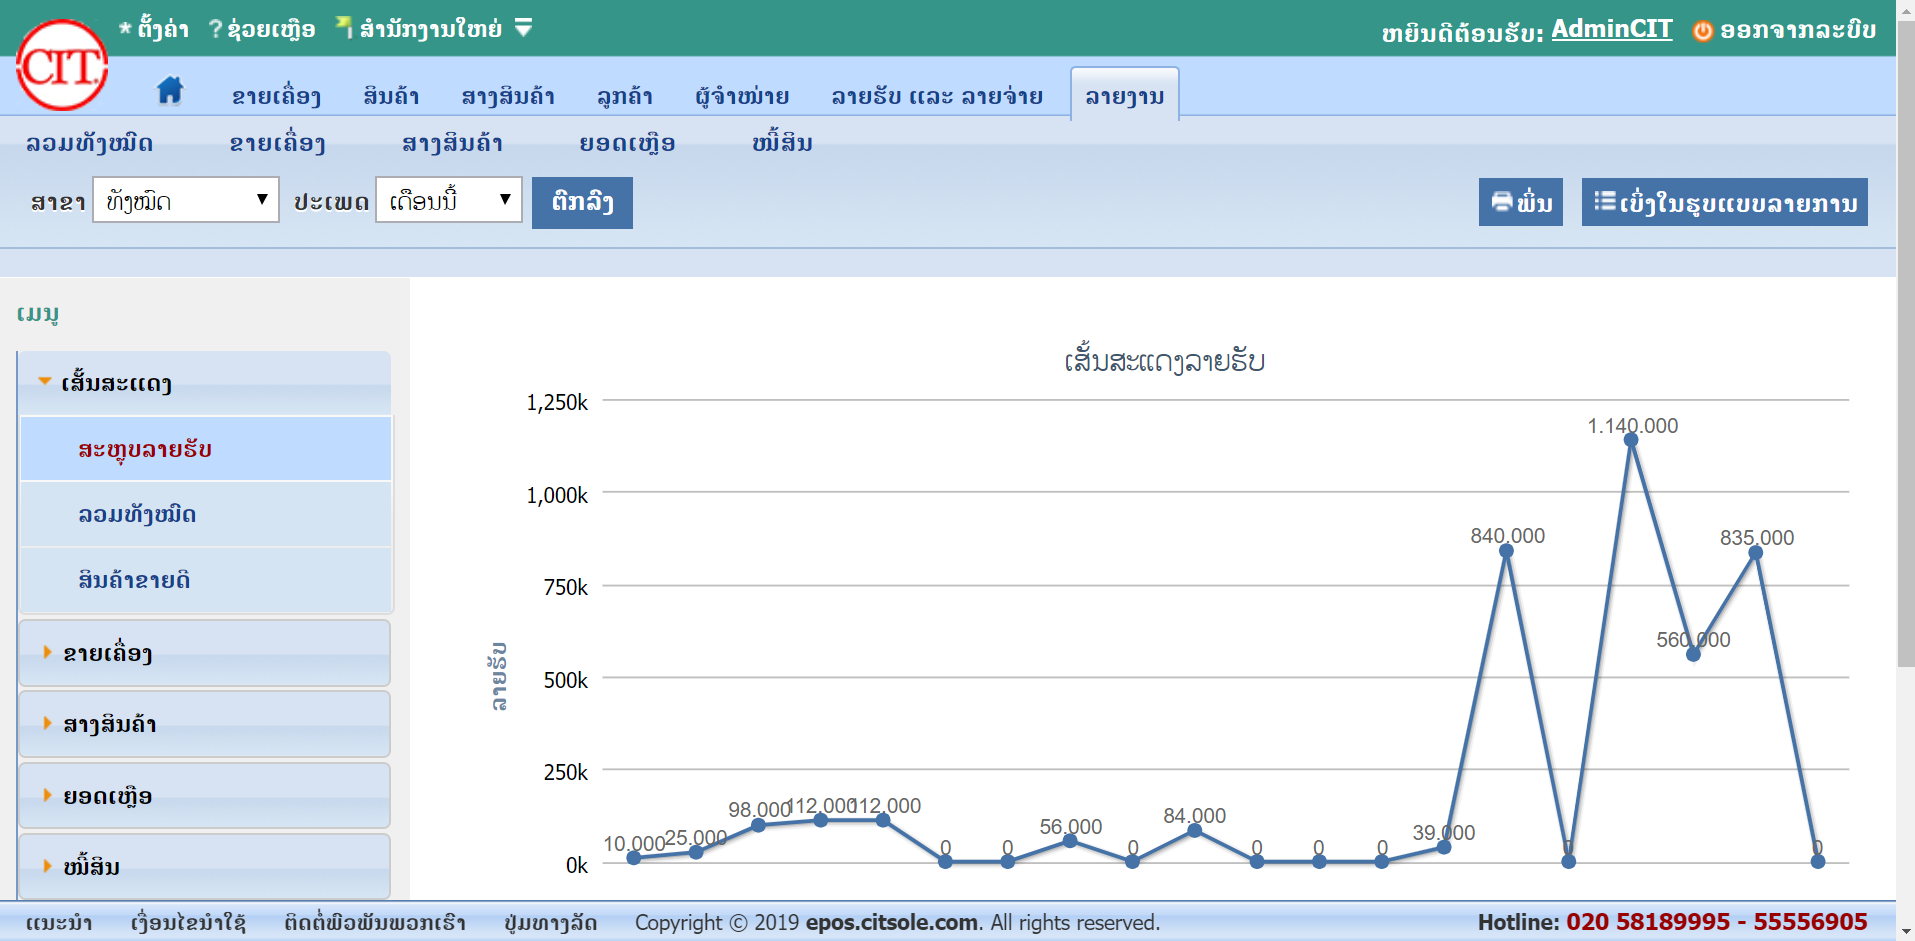 * ຕັ້ງຄ່າ ? ຊ່ວຍເຫຼືອ ສຳນັກງານໃຫຍ່
ຫຍິນດີຕ້ອນຮັບ: AdminCIT ອອກຈາກລະບົບ
CIT.
ຂາຍເຄື່ອງ ສິນຄ້າ ສາງສິນຄ້າ ລູກຄ້າ ຜູ້ຈຳໜ່າຍ ລາຍຮັບ ແລະ ລາຍຈ່າຍ ລາຍງານ
ລວມທັງໝົດ ຂາຍເຄື່ອງ ສາງສິນຄ້າ ຍອດເຫຼືອ ໜີ້ສິນ
ສາຂາ ທັງໝົດ ປະເພດ ເດືອນນີ້ ຕົກລົງ ພິ່ນ ເບິ່ງໃນຮູບແບບລາຍການ
ເມນູ
ເສັ້ນສະແດງ
ສະຫຼຸບລາຍຮັບ
ລວມທັງໝົດ
ສິນຄ້າຂາຍດີ
ຂາຍເຄື່ອງ
ສາງສິນຄ້າ
ຍອດເຫຼືອ
ໜີ້ສິນ
ເສັ້ນສະແດງລາຍຮັບ
ລາຍຮັບ
1,250k
1,000k
750k
500k
250k
0k
10.000 25.000 98.000 112.000 112.000 0 0 56.000 0 84.000 0 0 0 39.000 840.000 0 1.140.000 560.000 835.000 0
ແນະນຳ ເງື່ອນໄຂນຳໃຊ້ ຕິດຕໍ່ພົວພັນພວກເຮົາ ປຸ່ມທາງລັດ Copyright © 2019 epos.citsole.com. All rights reserved. Hotline: 020 58189995 - 55556905